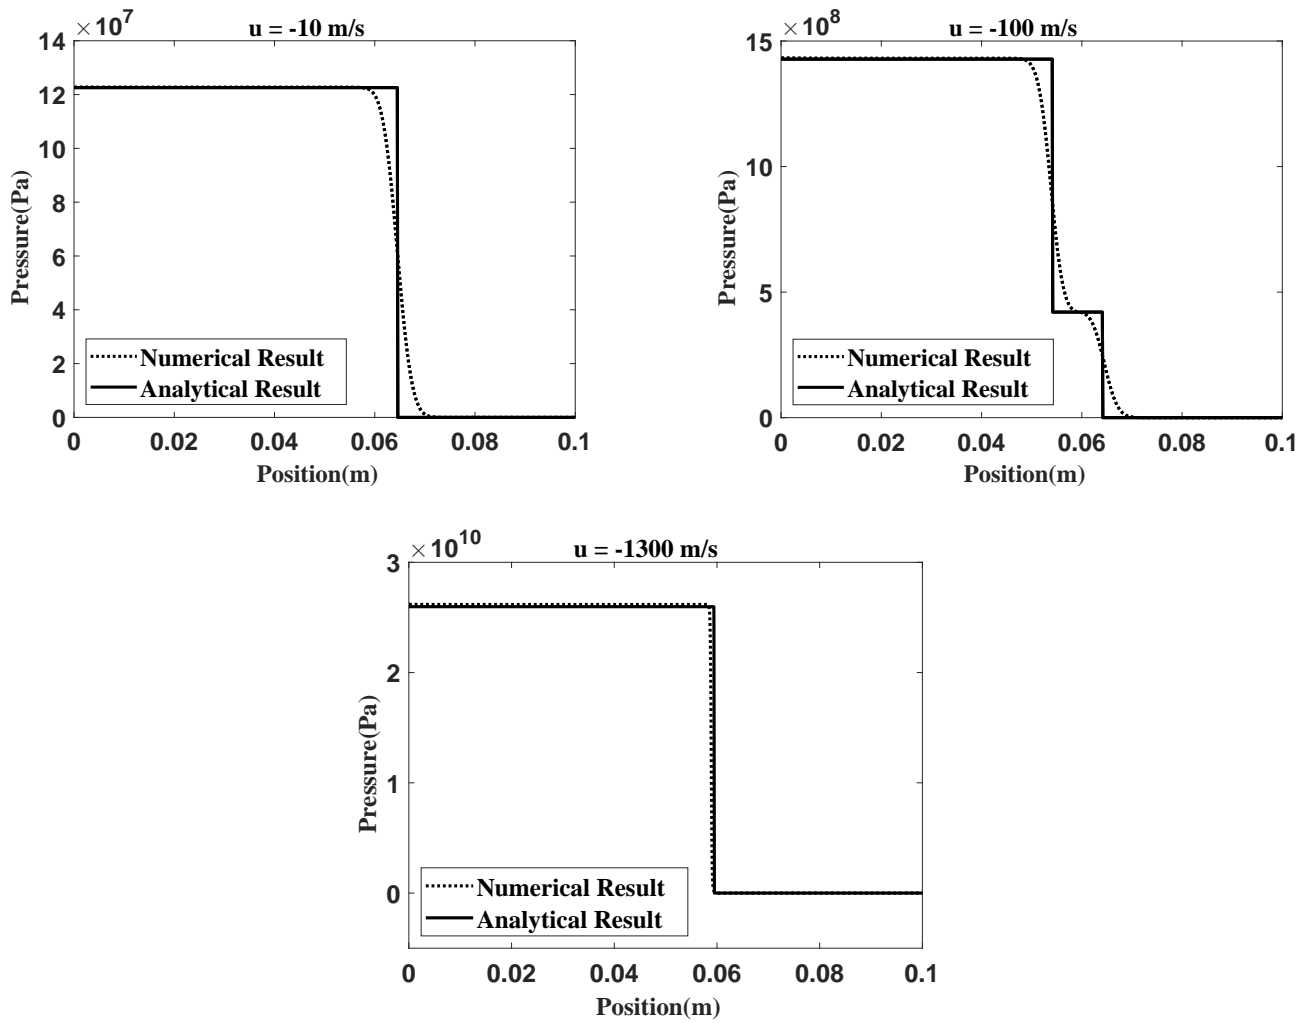 ×10^7
u = -10 m/s
14
12
10
8
6
4
2
0
Pressure(Pa)
Numerical Result
Analytical Result
0 0.02 0.04 0.06 0.08 0.1
Position(m)
×10^8
u = -100 m/s
15
10
5
0
Pressure(Pa)
Numerical Result
Analytical Result
0 0.02 0.04 0.06 0.08 0.1
Position(m)
×10^10
u = -1300 m/s
3
2
1
0
Pressure(Pa)
Numerical Result
Analytical Result
0 0.02 0.04 0.06 0.08 0.1
Position(m)